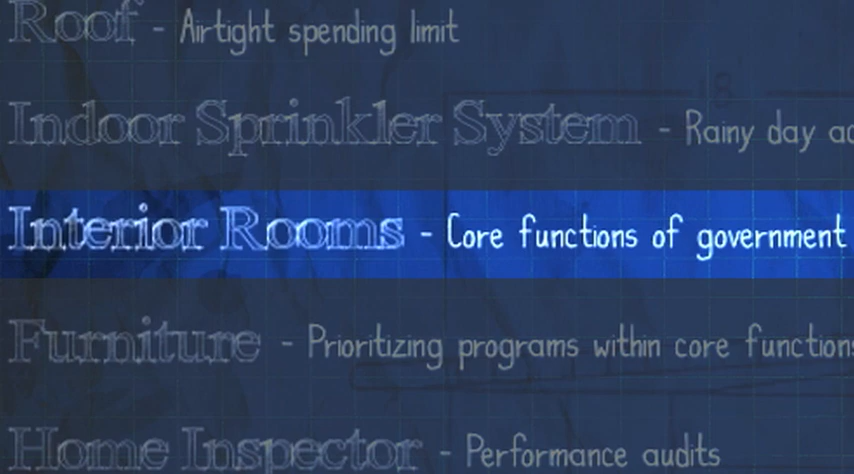 Roof - Airtight spending limit
Indoor Sprinkler System - Rainy day
Interior Rooms - Core functions of government
Furniture - Prioritizing programs within core functions
Home Inspector - Performance audits